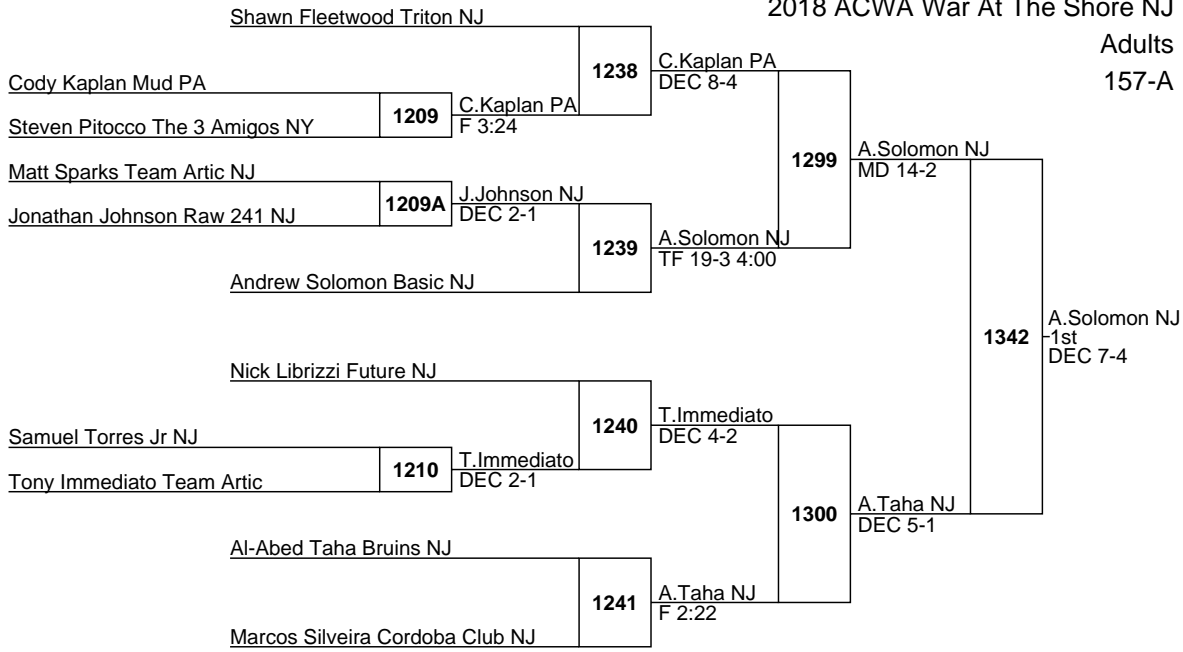 2018 ACWA War At The Shore NJ
Adults
157-A
Shawn Fleetwood Triton NJ
1238
C.Kaplan PA
DEC 8-4
Cody Kaplan Mud PA
1209
C.Kaplan PA
F 3:24
Steven Pitocco The 3 Amigos NY
1299
A.Solomon NJ
MD 14-2
Matt Sparks Team Artic NJ
1209A
J.Johnson NJ
DEC 2-1
Jonathan Johnson Raw 241 NJ
1239
A.Solomon NJ
TF 19-3 4:00
Andrew Solomon Basic NJ
1342
A.Solomon NJ
1st
DEC 7-4
Nick Librizzi Future NJ
1240
T.Immediato
DEC 4-2
Samuel Torres Jr NJ
1210
T.Immediato
DEC 2-1
Tony Immediato Team Artic
1300
A.Taha NJ
DEC 5-1
Al-Abed Taha Bruins NJ
1241
A.Taha NJ
F 2:22
Marcos Silveira Cordoba Club NJ